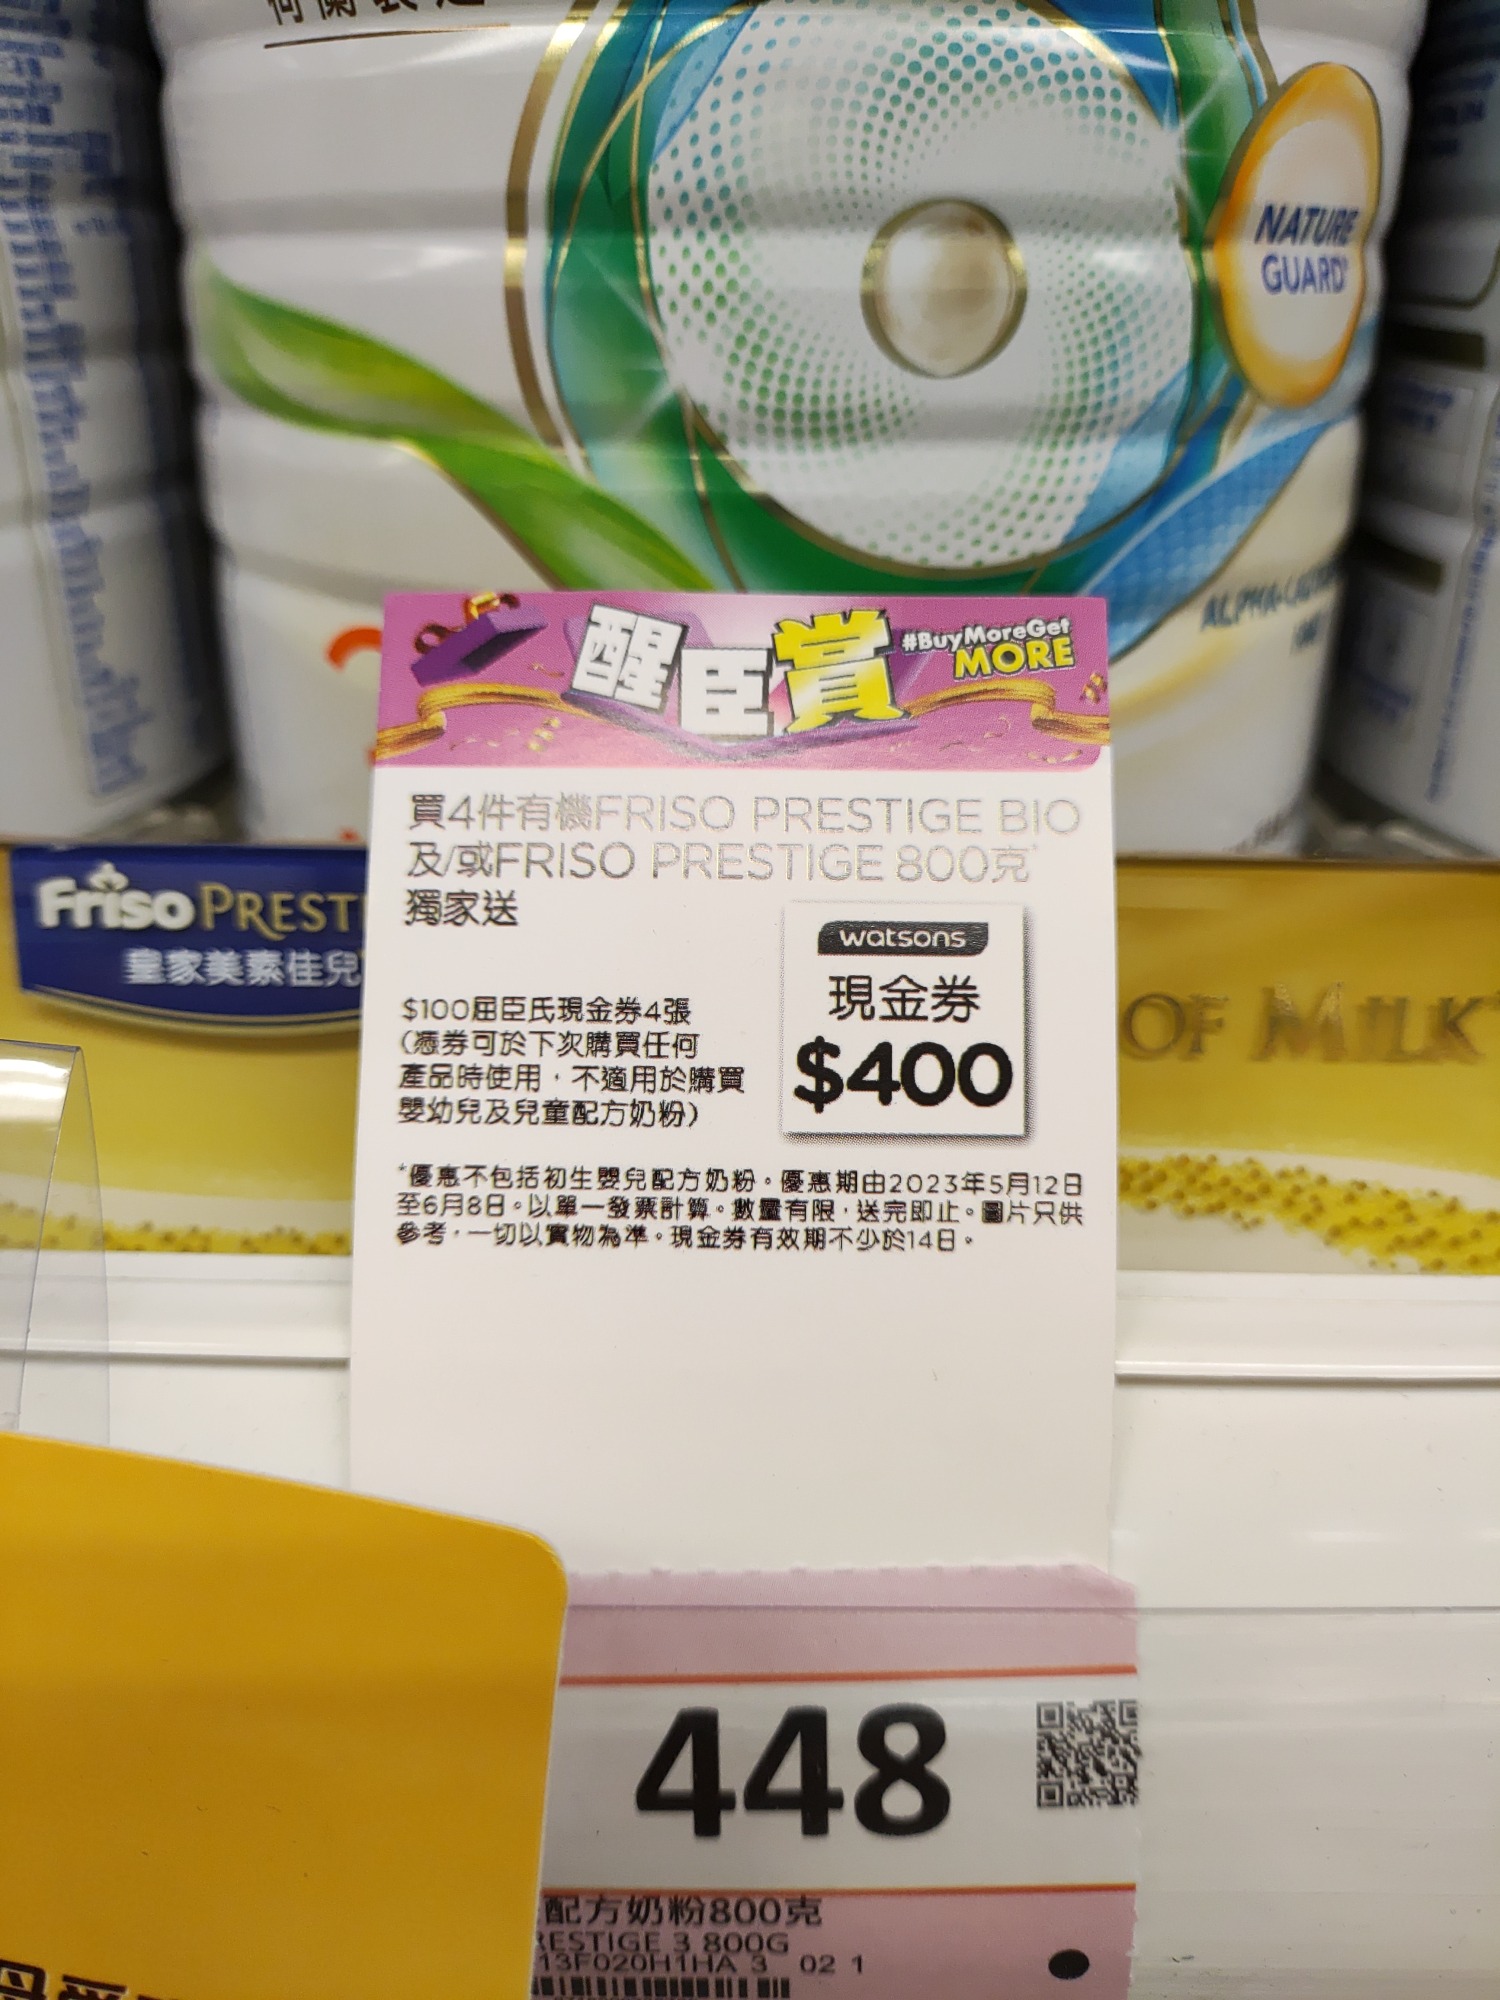 荷蘭製造
NATURE
GUARD
醒臣賞
#BuyMoreGet
MORE
買4件有機FRISO PRESTIGE BIO
及/或FRISO PRESTIGE 800克*
獨家送
watsons
現金券
$400
$100屈臣氏現金券4張
(憑券可於下次購買任何
產品時使用，不適用於購買
嬰幼兒及兒童配方奶粉)
*優惠不包括初生嬰兒配方奶粉。優惠期由2023年5月12日
至6月8日。以單一發票計算。數量有限，送完即止。圖片只供
參考，一切以實物為準。現金券有效期不少於14日。
Friso PREST
皇家美素佳兒
OF MILK
448
配方奶粉800克
RESTIGE 3 800G
13F020H1HA 3 02 1